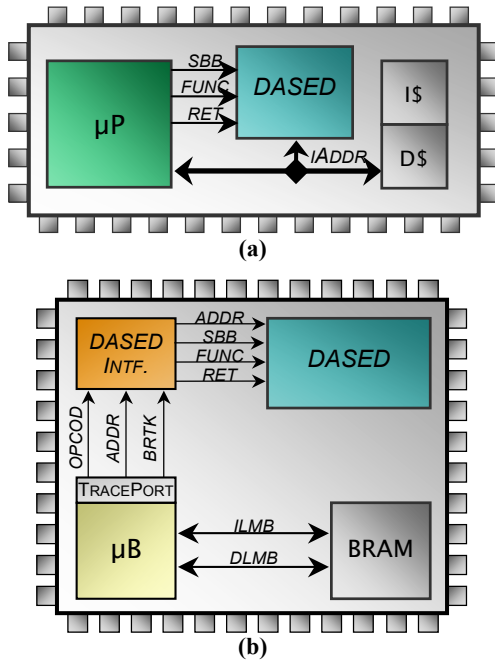 SBB
FUNC
RET
µP
DASED
I$
D$
IADDR
(a)
ADDR
SBB
FUNC
RET
DASED
INTF.
DASED
OPCOD
ADDR
BRTK
TRACEPORT
µB
ILMB
DLMB
BRAM
(b)